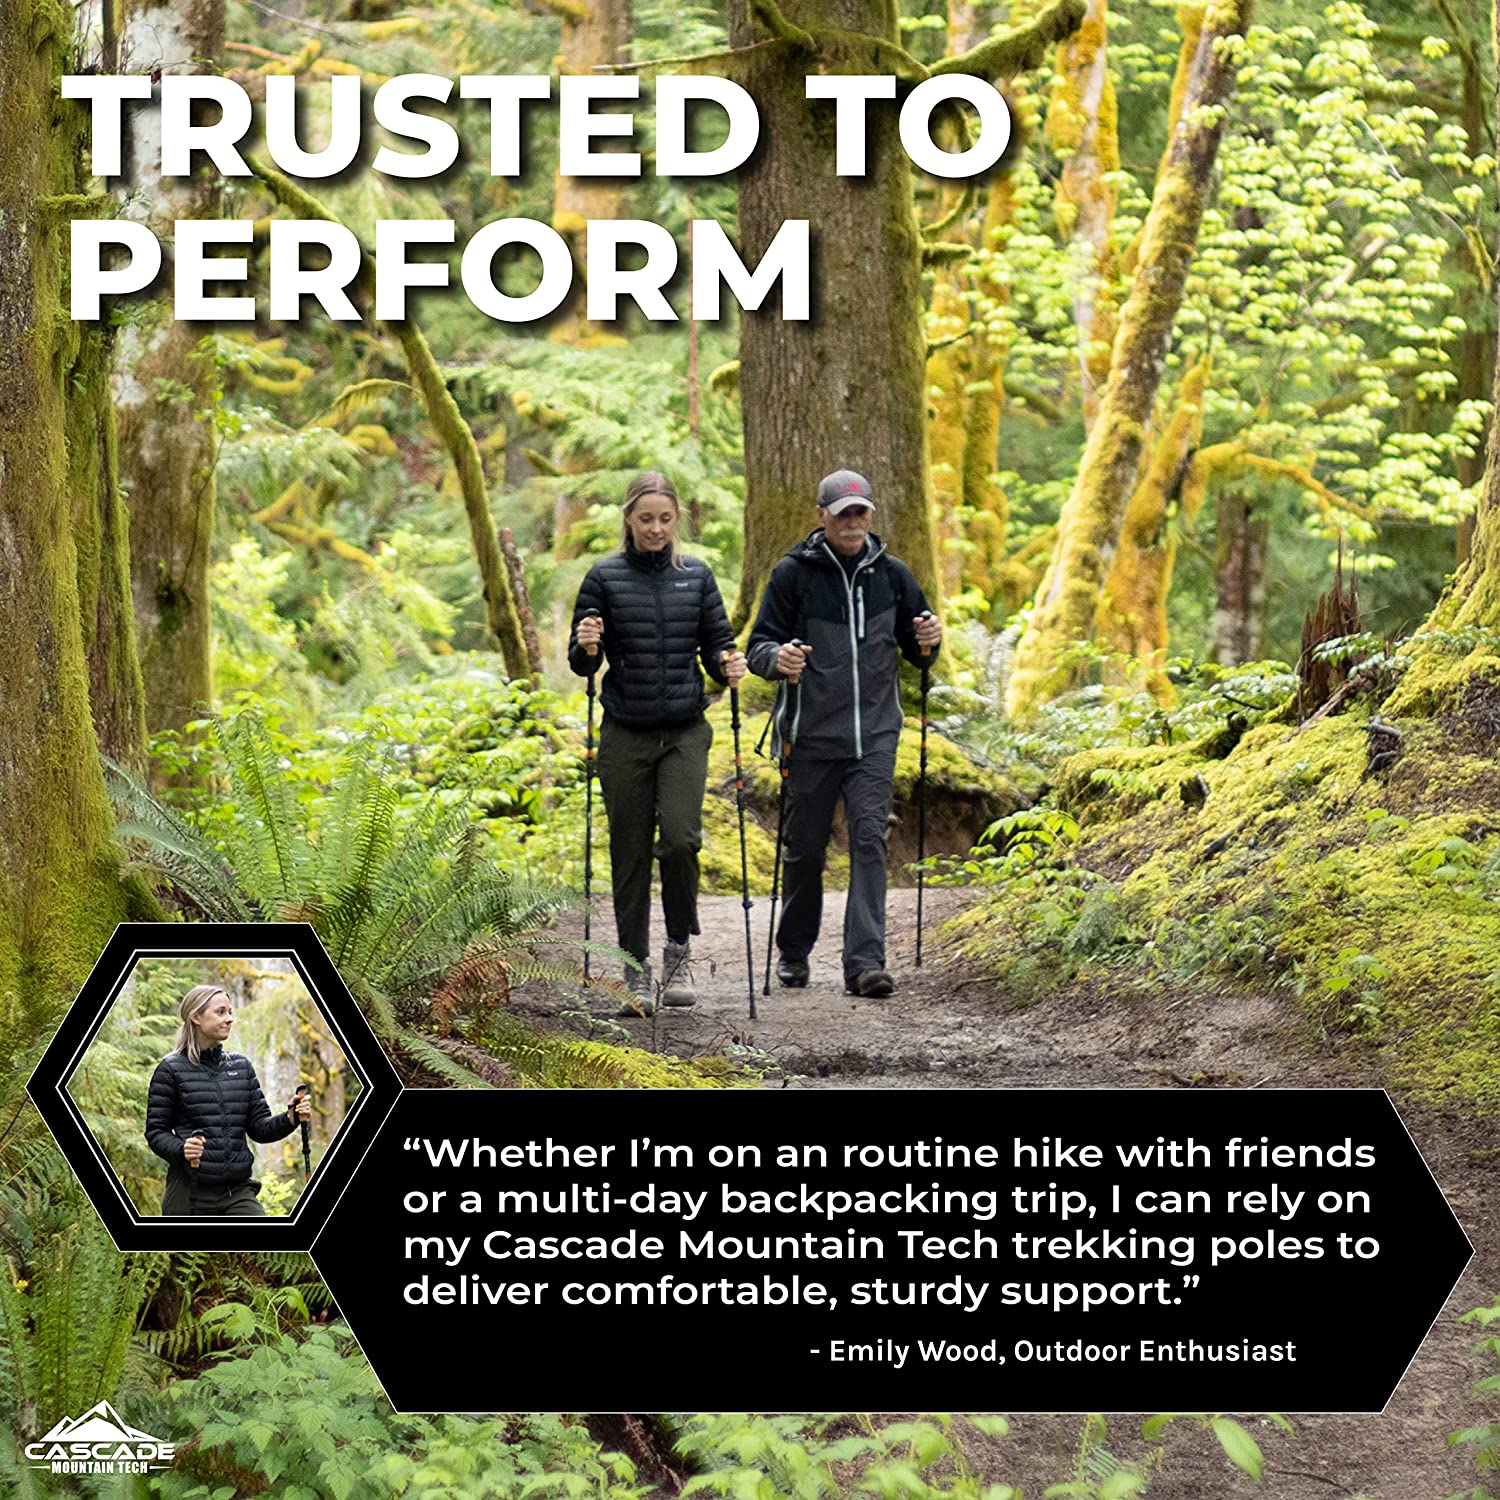 TRUSTED TO
PERFORM
“Whether I’m on an routine hike with friends
or a multi-day backpacking trip, I can rely on
my Cascade Mountain Tech trekking poles to
deliver comfortable, sturdy support.”
- Emily Wood, Outdoor Enthusiast
CASCADE
MOUNTAIN TECH